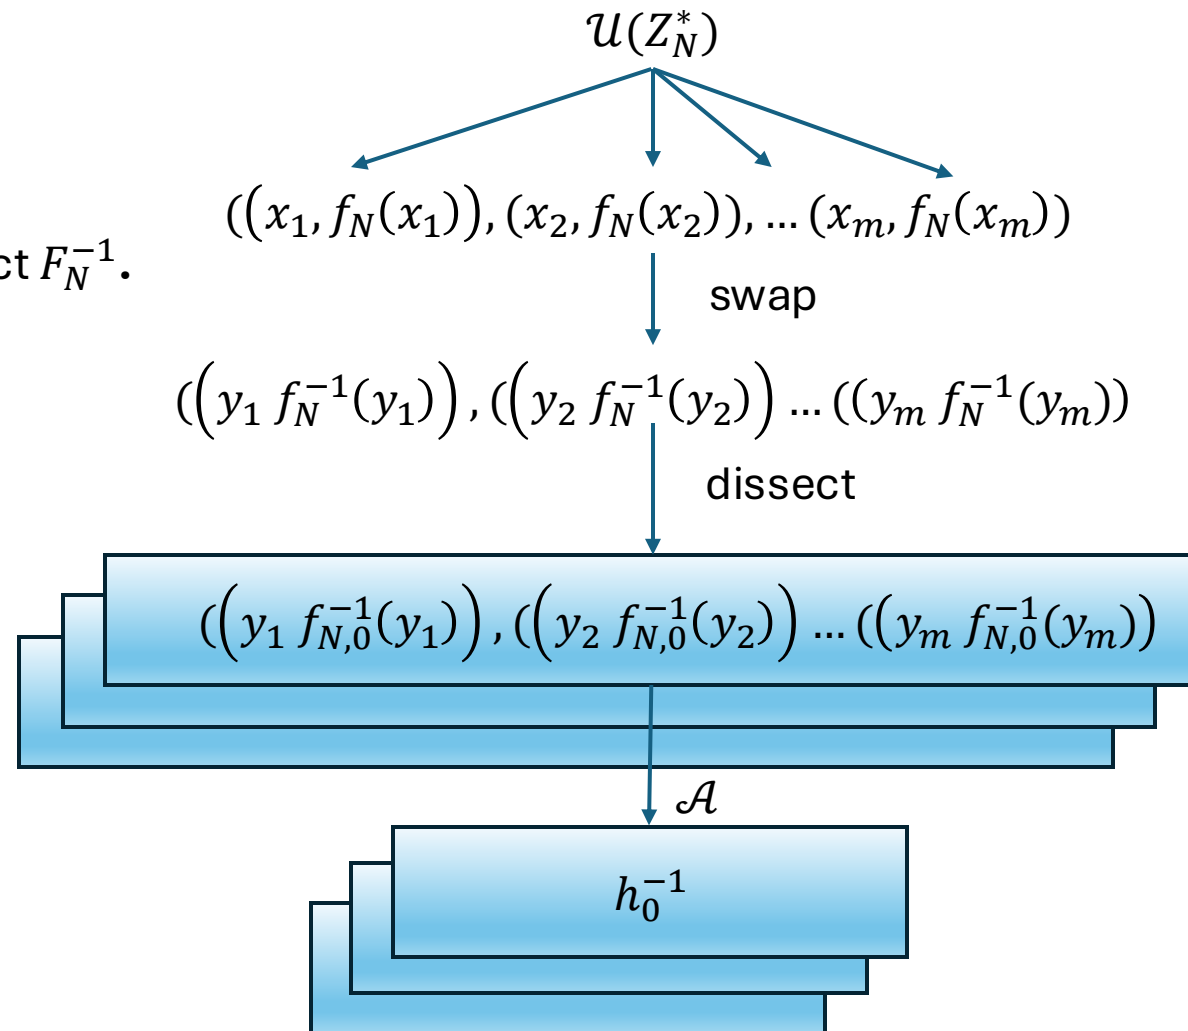 𝒰(Z_N^*)
((x_1, f_N(x_1)), (x_2, f_N(x_2)), … (x_m, f_N(x_m))
ct F_N^{-1}.
swap
((y_1 f_N^{-1}(y_1)), ((y_2 f_N^{-1}(y_2)) … ((y_m f_N^{-1}(y_m))
dissect
((y_1 f_{N,0}^{-1}(y_1)), ((y_2 f_{N,0}^{-1}(y_2)) … ((y_m f_{N,0}^{-1}(y_m))
𝒜
h_0^{-1}